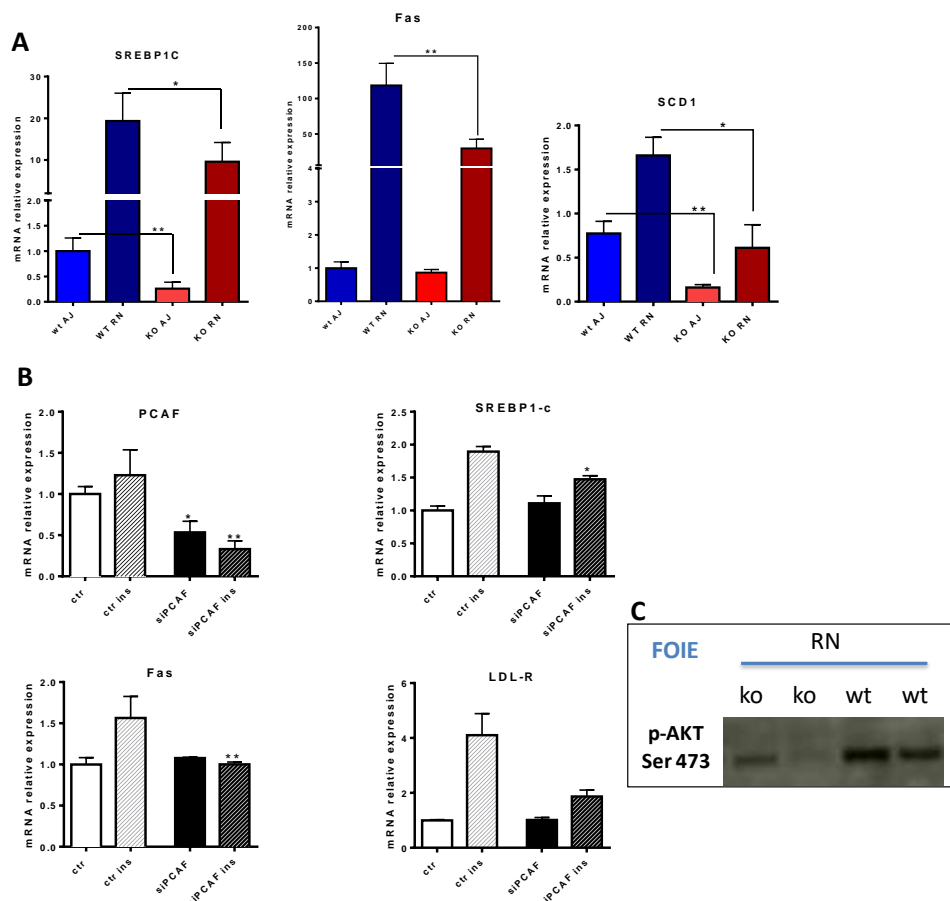 A
SREBP1C
mRNA relative expression
30
20
10
2.0
1.5
1.0
0.5
0.0
*
**
wt AJ
WT RN
KO AJ
KO RN
Fas
mRNA relative expression
200
150
100
50
4
3
2
1
0
**
wt AJ
WT RN
KO AJ
KO RN
SCD1
mRNA relative expression
2.0
1.5
1.0
0.5
0.0
*
**
wt AJ
WT RN
KO AJ
KO RN
B
PCAF
mRNA relative expression
2.0
1.5
1.0
0.5
0.0
*
**
ctr
ctr ins
siPCAF
siPCAF ins
SREBP1-c
mRNA relative expression
2.5
2.0
1.5
1.0
0.5
0.0
*
ctr
ctr ins
siPCAF
siPCAF ins
Fas
mRNA relative expression
2.0
1.5
1.0
0.5
0.0
**
ctr
ctr ins
siPCAF
iPCAF ins
LDL-R
mRNA relative expression
6
4
2
0
ctr
ctr ins
siPCAF
iPCAF ins
C
FOIE
RN
ko ko wt wt
p-AKT
Ser 473